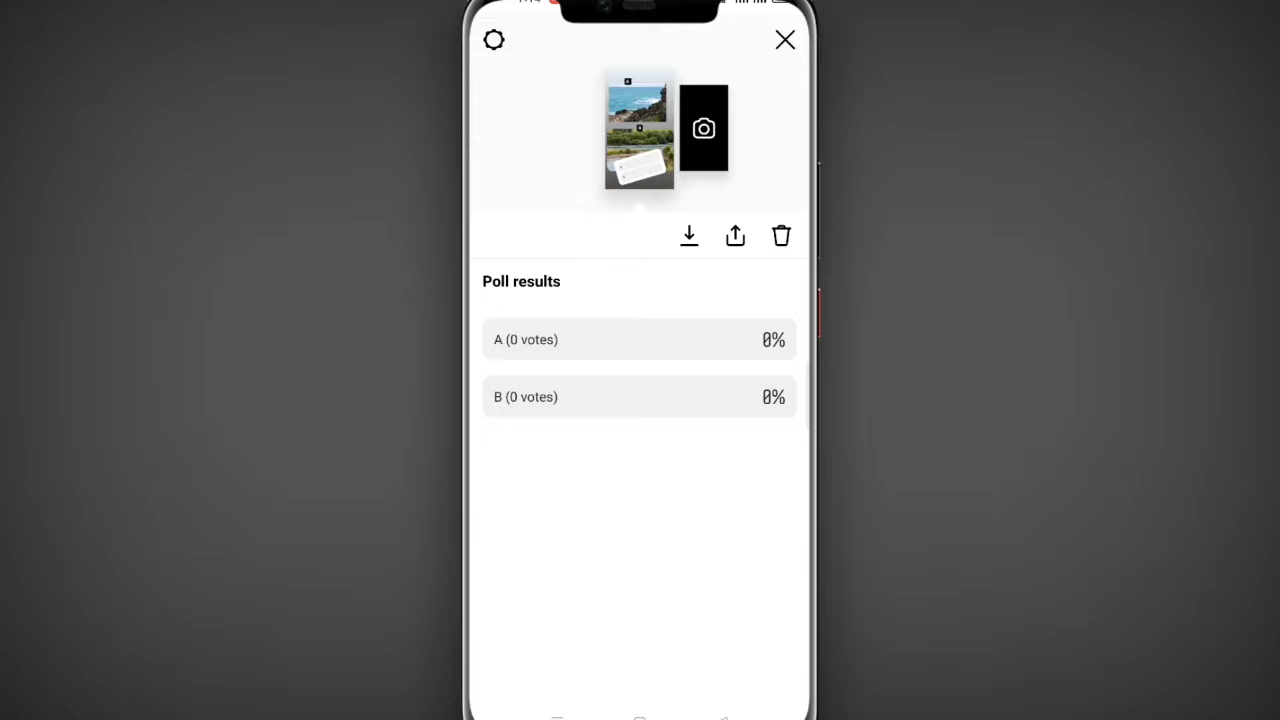 A
Poll results
A (0 votes) 0%
B (0 votes) 0%